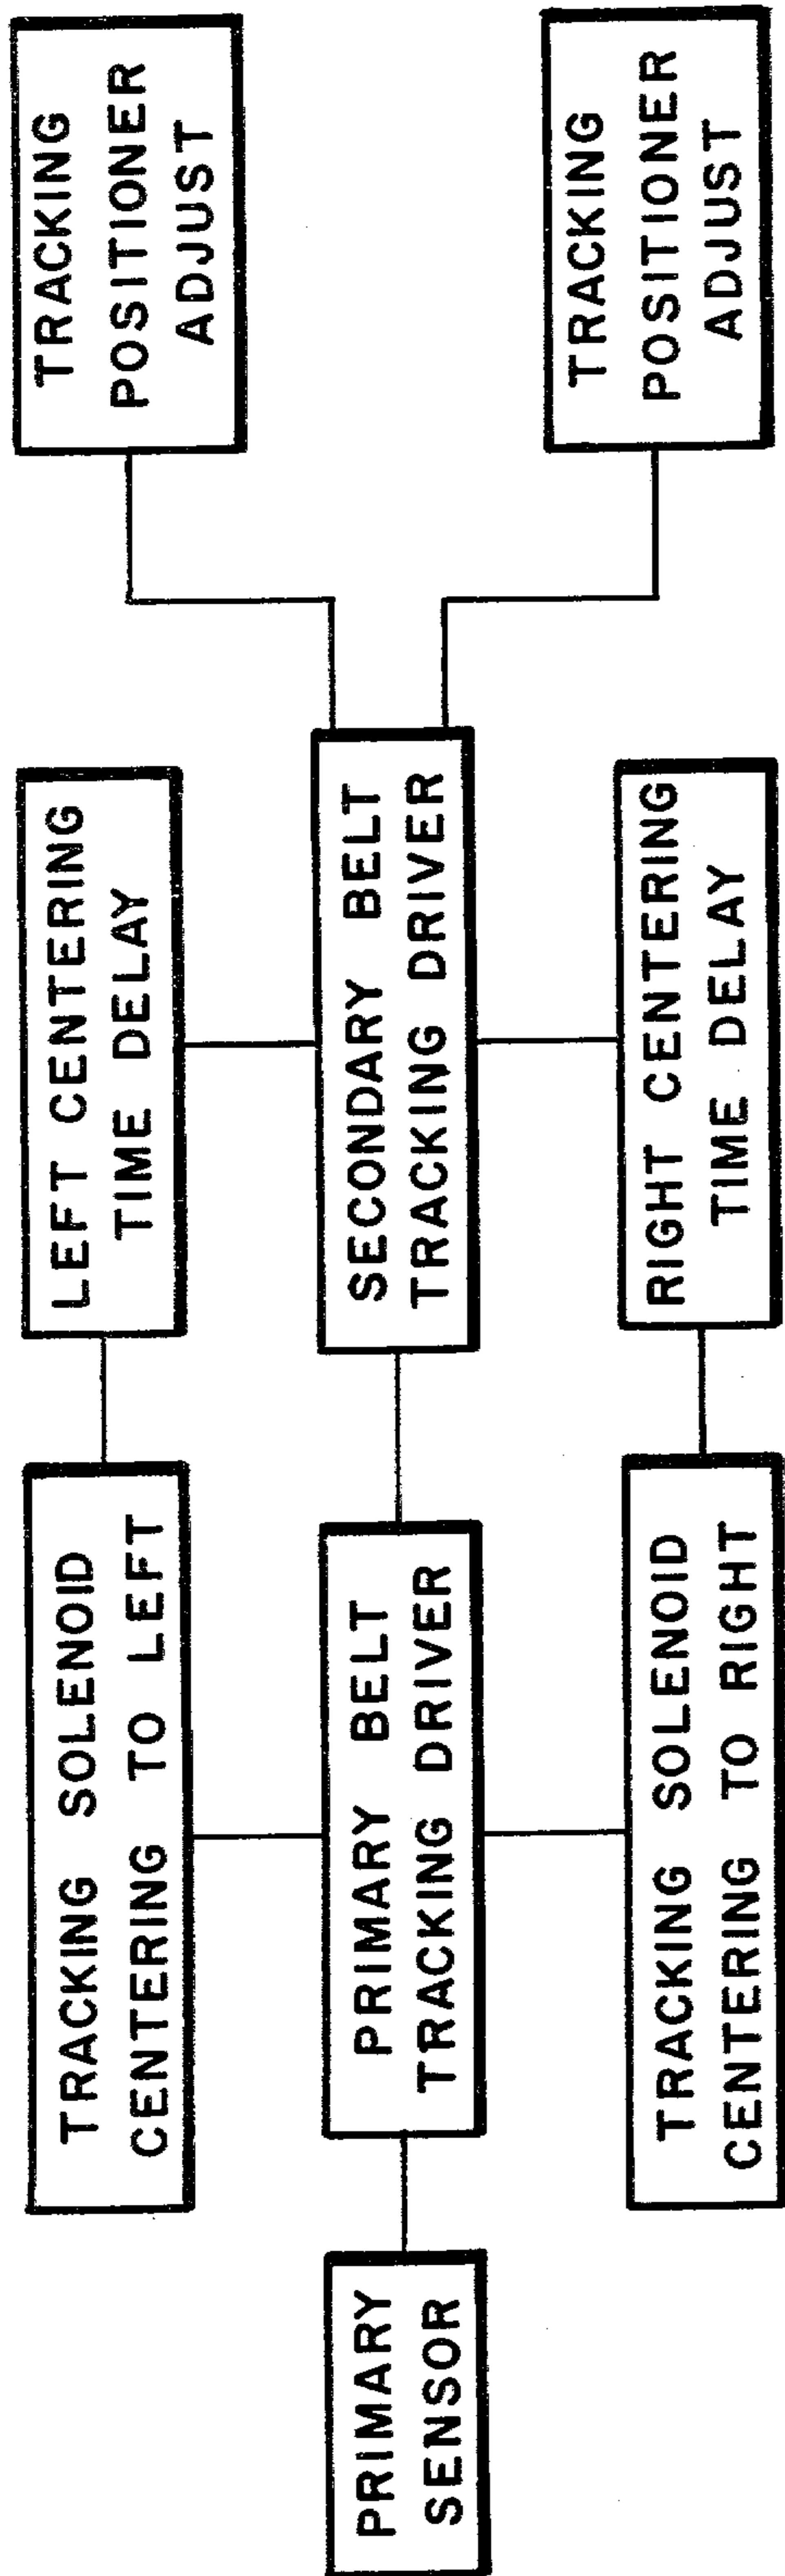 TRACKING SOLENOID
CENTERING TO LEFT
LEFT CENTERING
TIME DELAY
TRACKING
POSITIONER
ADJUST
PRIMARY
SENSOR
PRIMARY BELT
TRACKING DRIVER
SECONDARY BELT
TRACKING DRIVER
TRACKING SOLENOID
CENTERING TO RIGHT
RIGHT CENTERING
TIME DELAY
TRACKING
POSITIONER
ADJUST